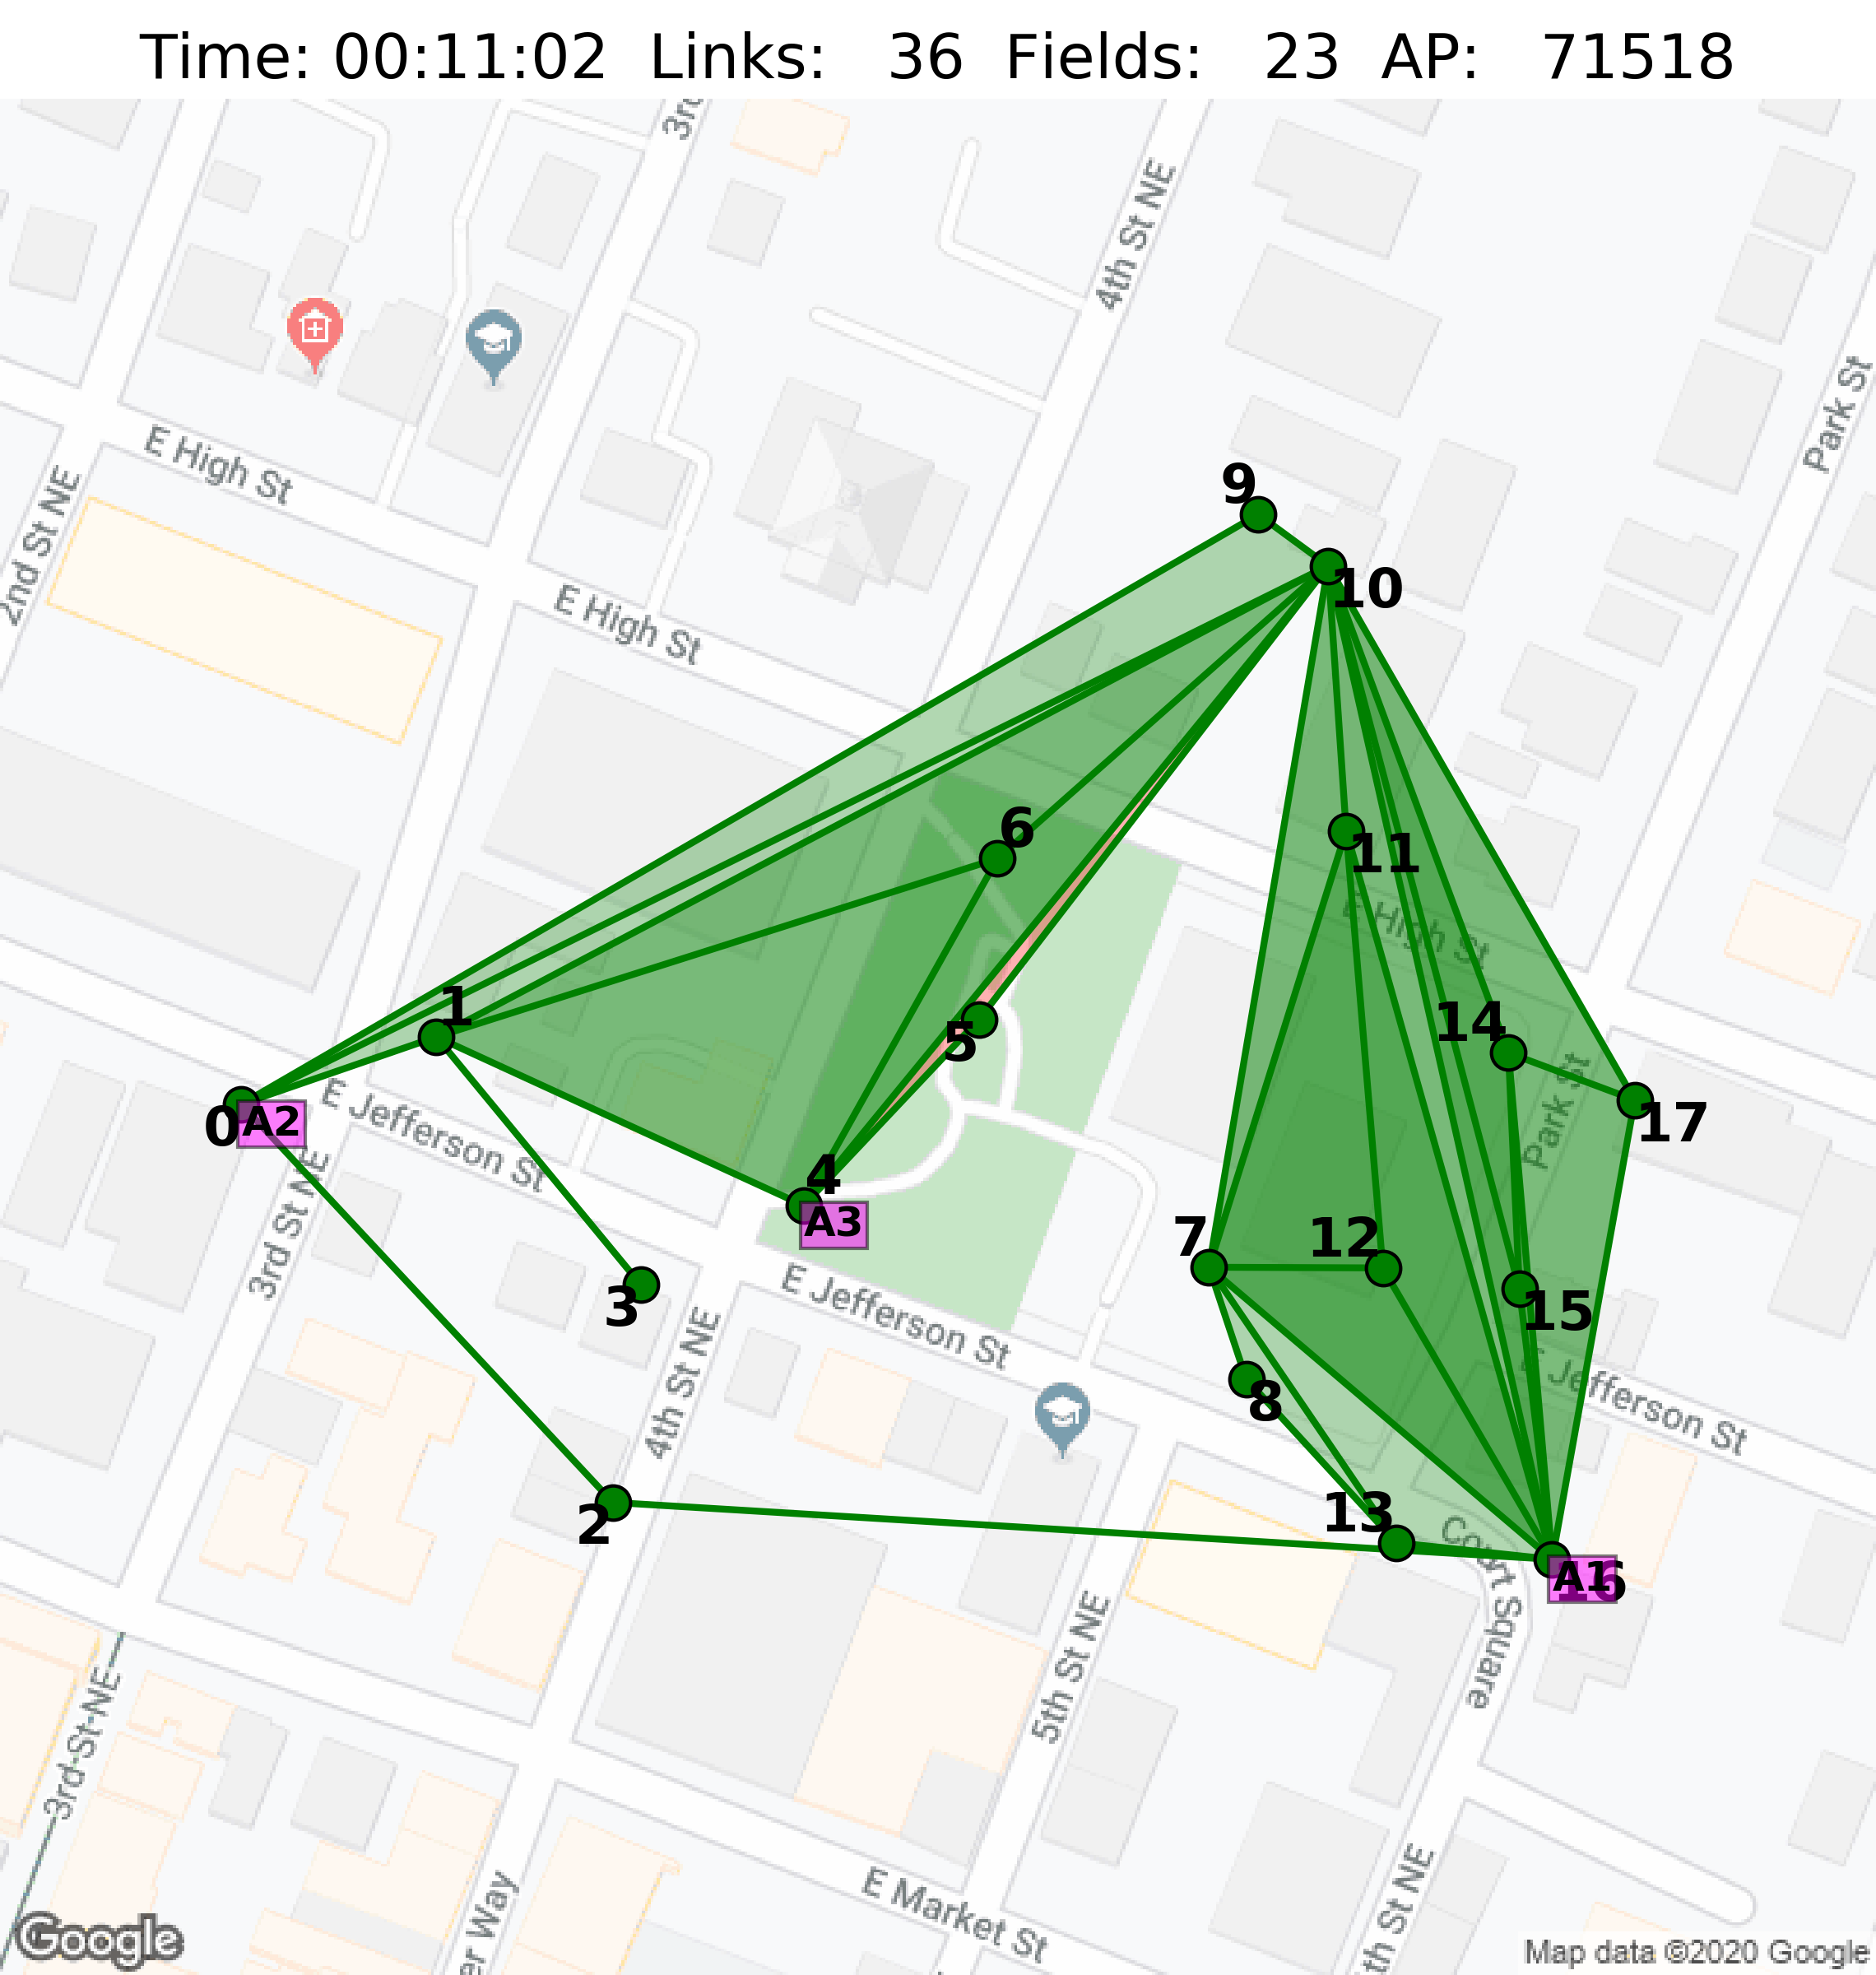 Time: 00:11:02 Links: 36 Fields: 23 AP: 71518
3rd
4th St NE
Park St
E High St
2nd St NE
9
10
E High St
6
11
E High St
1
14
5
0
A2
E Jefferson St
Park St
17
3rd St NE
4
A3
7
12
15
3
E Jefferson St
E Jefferson St
8
4th St NE
2
13
Court Square
A1
16
5th St NE
3rd St NE
E Market St
er Way
th St NE
Google
Map data ©2020 Google